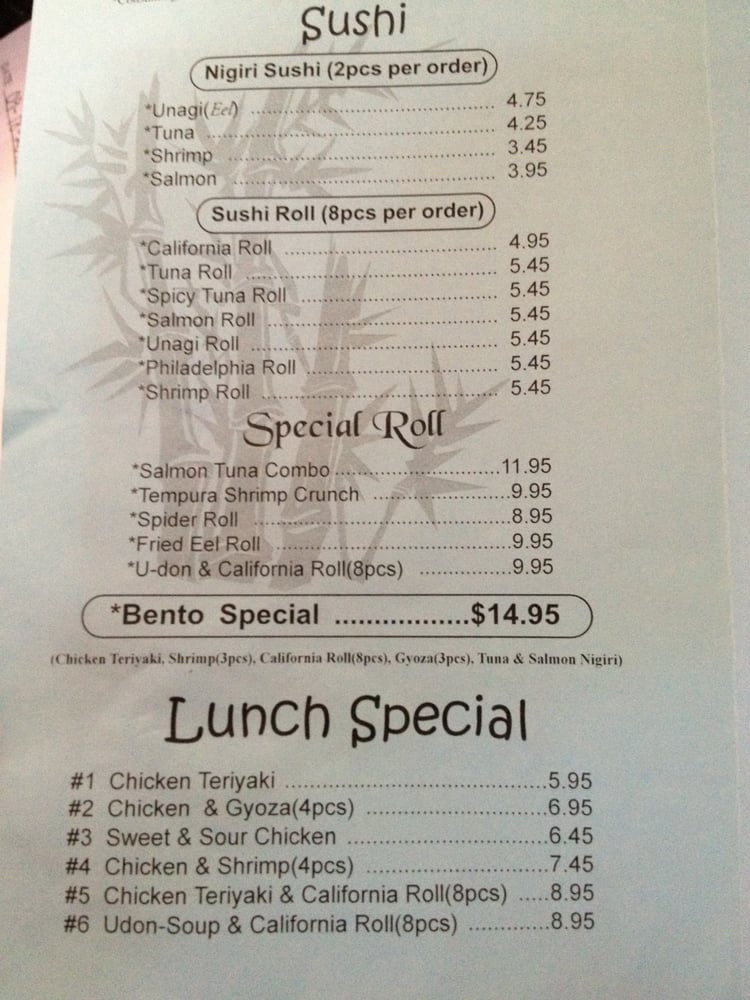 Sushi
Nigiri Sushi (2pcs per order)
*Unagi(Eel) ................................ 4.75
*Tuna ................................ 4.25
*Shrimp ................................ 3.45
*Salmon ................................ 3.95
Sushi Roll (8pcs per order)
*California Roll ................................ 4.95
*Tuna Roll ................................ 5.45
*Spicy Tuna Roll ................................ 5.45
*Salmon Roll ................................ 5.45
*Unagi Roll ................................ 5.45
*Philadelphia Roll ................................ 5.45
*Shrimp Roll ................................ 5.45
Special Roll
*Salmon Tuna Combo ................................ 11.95
*Tempura Shrimp Crunch ................................ 9.95
*Spider Roll ................................ 8.95
*Fried Eel Roll ................................ 9.95
*U-don & California Roll(8pcs) ................ 9.95
*Bento Special .................$14.95
(Chicken Teriyaki, Shrimp(3pcs), California Roll(8pcs), Gyoza(3pcs), Tuna & Salmon Nigiri)
Lunch Special
#1 Chicken Teriyaki ................................ 5.95
#2 Chicken & Gyoza(4pcs) ................................ 6.95
#3 Sweet & Sour Chicken ................................ 6.45
#4 Chicken & Shrimp(4pcs) ................................ 7.45
#5 Chicken Teriyaki & California Roll(8pcs) .....8.95
#6 Udon-Soup & California Roll(8pcs) .............8.95